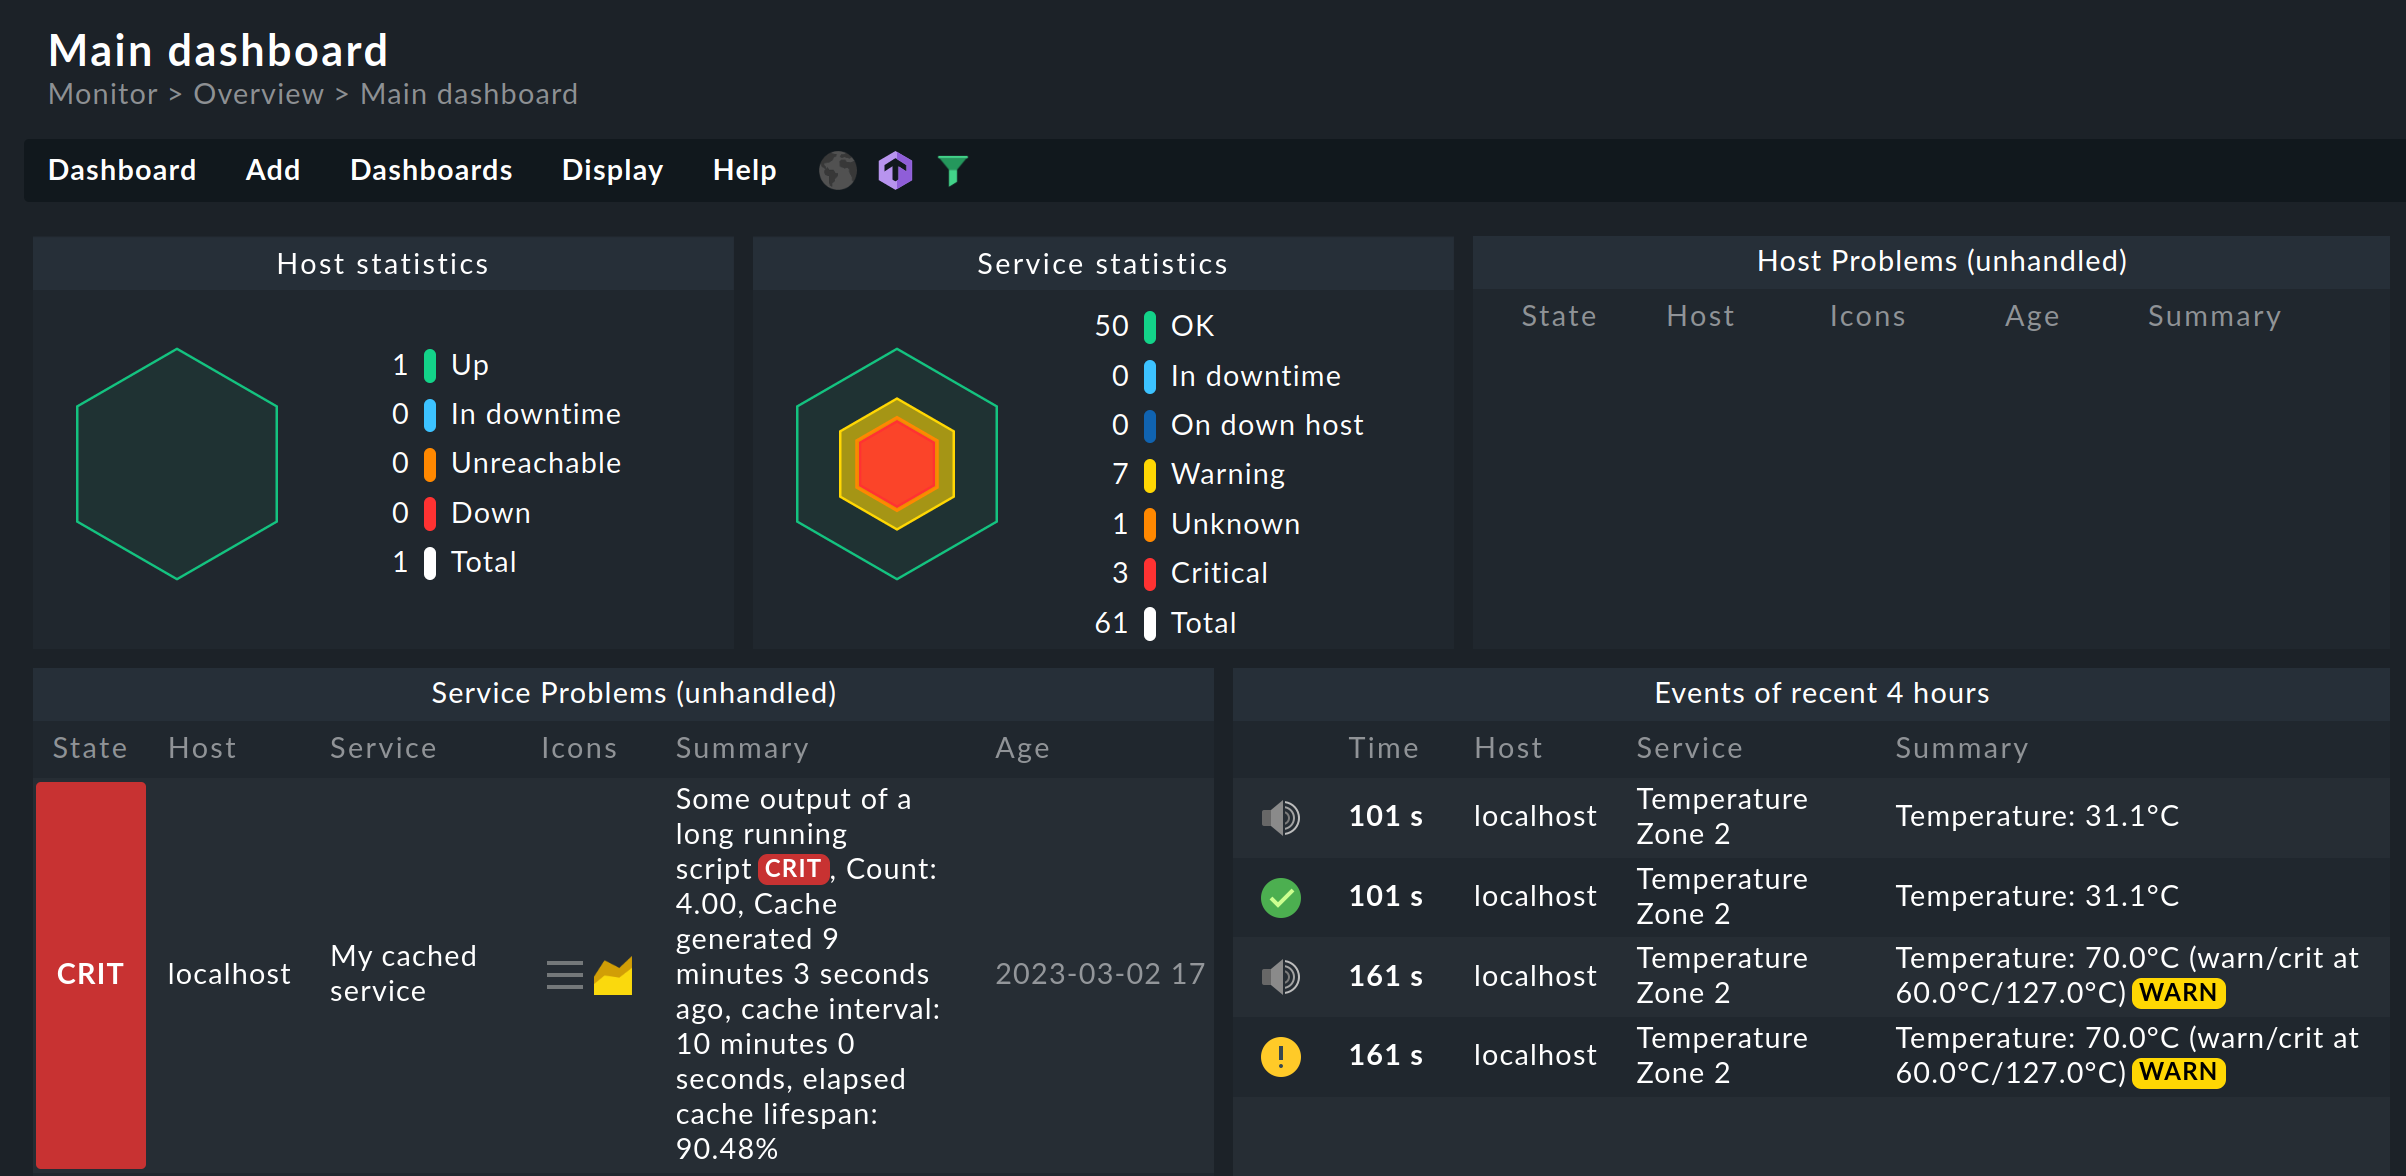 Main dashboard
Monitor > Overview > Main dashboard
Dashboard Add Dashboards Display Help
Host statistics
1 Up
0 In downtime
0 Unreachable
0 Down
1 Total
Service statistics
50 OK
0 In downtime
0 On down host
7 Warning
1 Unknown
3 Critical
61 Total
Host Problems (unhandled)
State Host Icons Age Summary
Service Problems (unhandled)
State Host Service Icons Summary Age
CRIT
localhost
My cached
service
Some output of a
long running
script CRIT, Count:
4.00, Cache
generated 9
minutes 3 seconds
ago, cache interval:
10 minutes 0
seconds, elapsed
cache lifespan:
90.48%
2023-03-02 17
Events of recent 4 hours
Time Host Service Summary
101 s localhost Temperature
Zone 2 Temperature: 31.1°C
101 s localhost Temperature
Zone 2 Temperature: 31.1°C
161 s localhost Temperature
Zone 2 Temperature: 70.0°C (warn/crit at
60.0°C/127.0°C) WARN
161 s localhost Temperature
Zone 2 Temperature: 70.0°C (warn/crit at
60.0°C/127.0°C) WARN